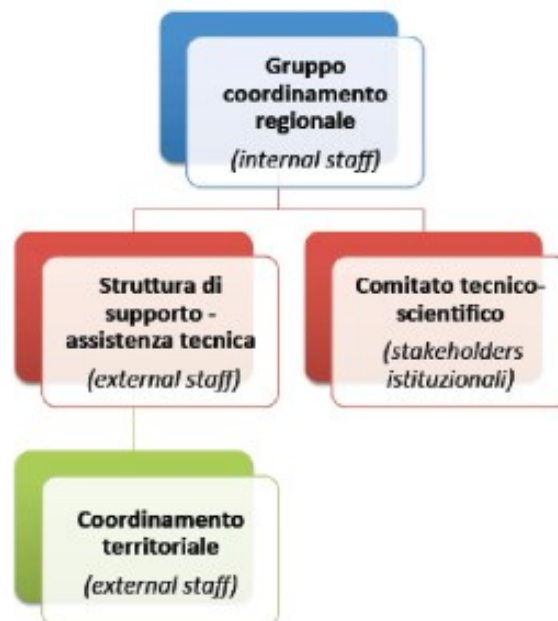 Gruppo
coordinamento
regionale
(internal staff)
Struttura di
supporto -
assistenza tecnica
(external staff)
Comitato tecnico-
scientifico
(stakeholders
istituzionali)
Coordinamento
territoriale
(external staff)